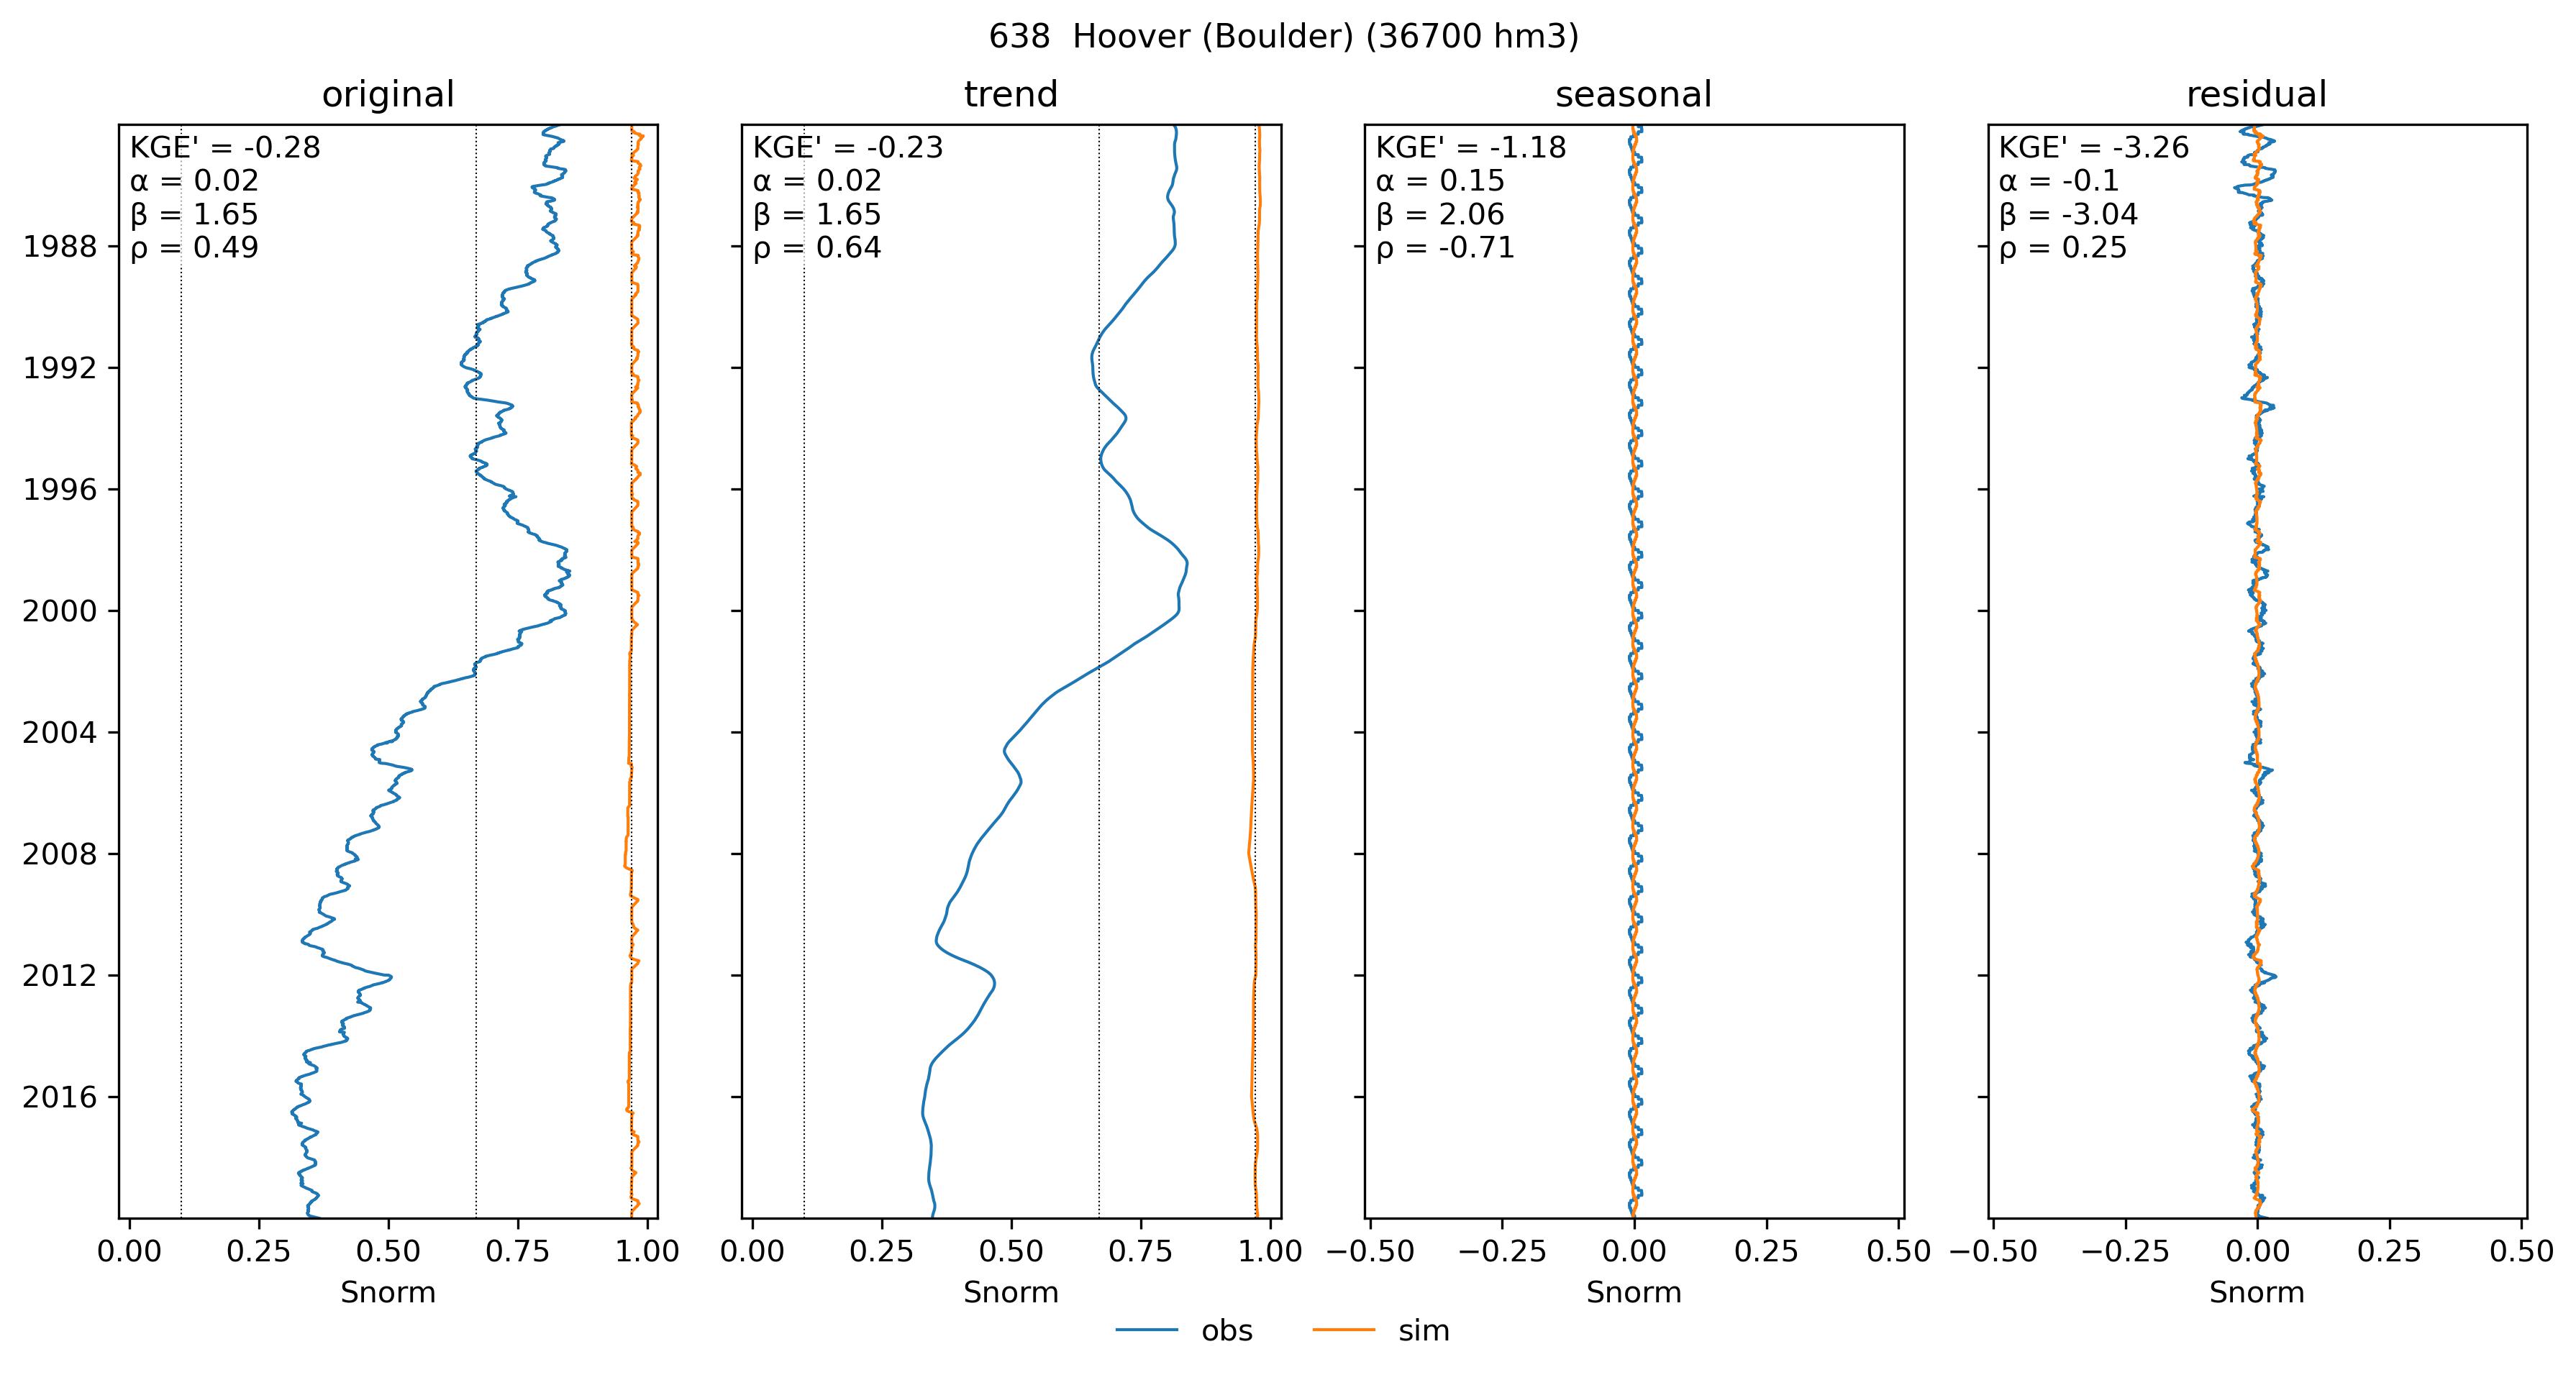 638  Hoover (Boulder) (36700 hm3)
original
trend
seasonal
residual
KGE' = -0.28
α = 0.02
β = 1.65
ρ = 0.49
KGE' = -0.23
α = 0.02
β = 1.65
ρ = 0.64
KGE' = -1.18
α = 0.15
β = 2.06
ρ = -0.71
KGE' = -3.26
α = -0.1
β = -3.04
ρ = 0.25
1988
1992
1996
2000
2004
2008
2012
2016
0.00 0.25 0.50 0.75 1.00
0.00 0.25 0.50 0.75 1.00
−0.50 −0.25 0.00 0.25 0.50
−0.50 −0.25 0.00 0.25 0.50
Snorm
Snorm
Snorm
Snorm
obs
sim